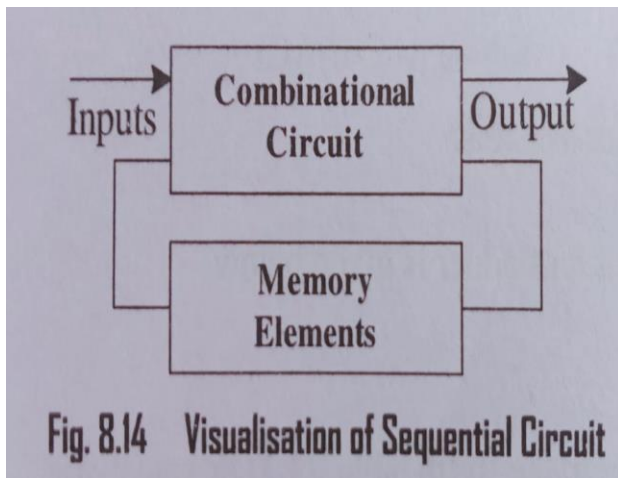 Combinational
Circuit
Inputs
Output
Memory
Elements
Fig. 8.14 Visualisation of Sequential Circuit